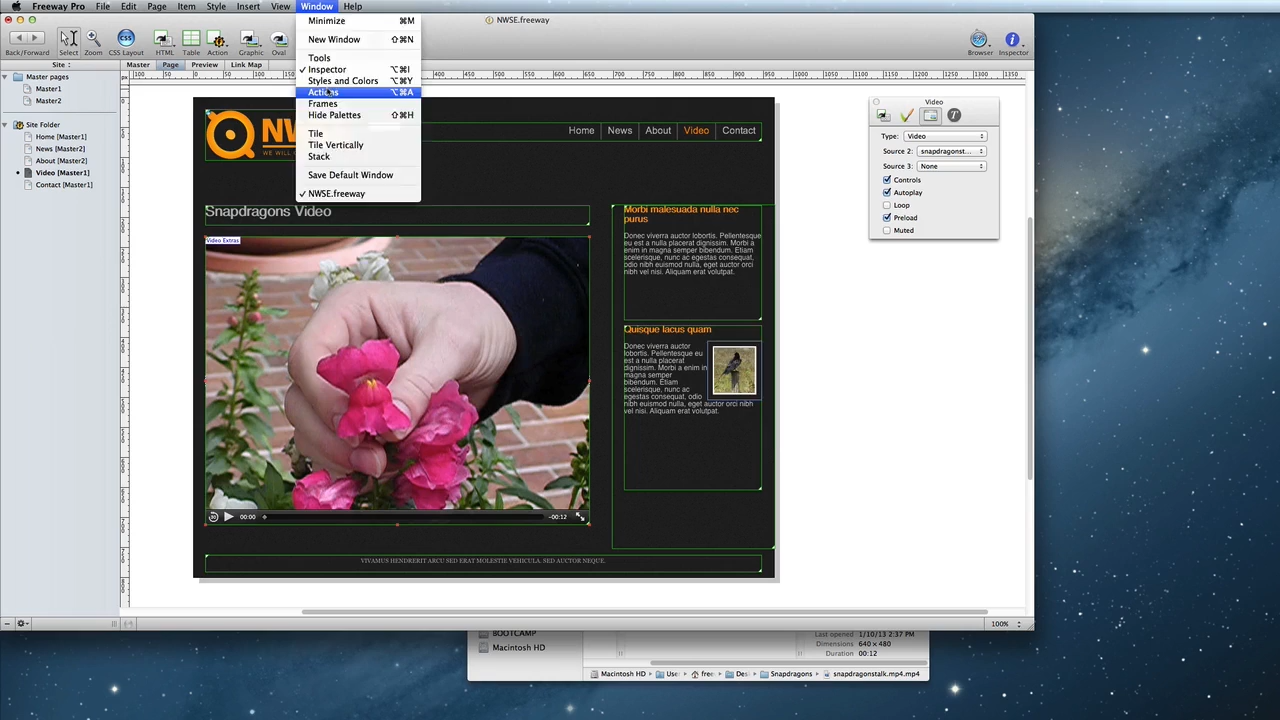 Freeway Pro File Edit Page Item Style Insert View Window Help
NWSE.freeway
Back/Forward Select Zoom CSS Layout HTML Table Action Graphic Oval Browser Inspector
CSS
Site :
Master Page Preview Link Map
Master pages
Master1
Master2
Site Folder
Home [Master1]
News [Master2]
About [Master2]
Video [Master1]
Contact [Master1]
Minimize ⌘M
New Window ⇧⌘N
Tools
✓ Inspector ⌥⌘I
Styles and Colors ⌥⌘Y
Actions ⌥⌘A
Frames
Hide Palettes ⇧⌘H
Tile
Tile Vertically
Stack
Save Default Window
✓ NWSE.freeway
Home News About Video Contact
Snapdragons Video
Video Extras
30 00:00 -00:12
Morbi malesuada nulla nec
purus
Donec viverra auctor lobortis. Pellentesque
eu est a nulla placerat dignissim. Morbi a
enim in magna semper bibendum. Etiam
scelerisque, nunc ac egestas consequat,
odio nibh euismod nulla, eget auctor orci
nibh vel nisi. Aliquam erat volutpat.
Quisque lacus quam
Donec viverra auctor
lobortis. Pellentesque eu
est a nulla placerat
dignissim. Morbi a enim in
magna semper
bibendum. Etiam
scelerisque, nunc ac
egestas consequat, odio
nibh euismod nulla, eget auctor orci nibh
vel nisi. Aliquam erat volutpat.
VIVAMUS HENDRERIT ARCU SED ERAT MOLESTIE VEHICULA. SED AUCTOR NEQUE.
Video
Type: Video
Source 2: snapdragonst...
Source 3: None
Controls
Autoplay
Loop
Preload
Muted
100%
BOOTCAMP
Macintosh HD
Last opened 1/10/13 2:37 PM
Dimensions 640 × 480
Duration 00:12
Macintosh HD Use free Des Snapdragons snapdragonstalk.mp4.mp4